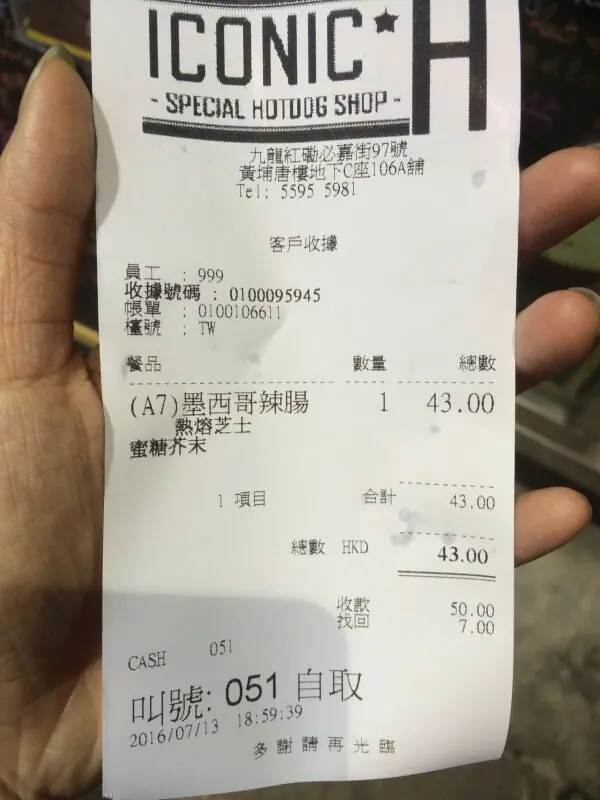 ICONIC★H
- SPECIAL HOTDOG SHOP -
九龍紅磡必嘉街97號
黃埔唐樓地下C座106A舖
Tel: 5595 5981
客戶收據
員工 : 999
收據號碼 : 0100095945
帳單 : 0100106611
檯號 : TW
餐品 數量 總數
(A7)墨西哥辣腸 1 43.00
熱熔芝士
蜜糖芥末
1 項目 合計 43.00
總數 HKD 43.00
收款 50.00
找回 7.00
CASH 051
叫號: 051 自取
2016/07/13 18:59:39
多謝請再光臨